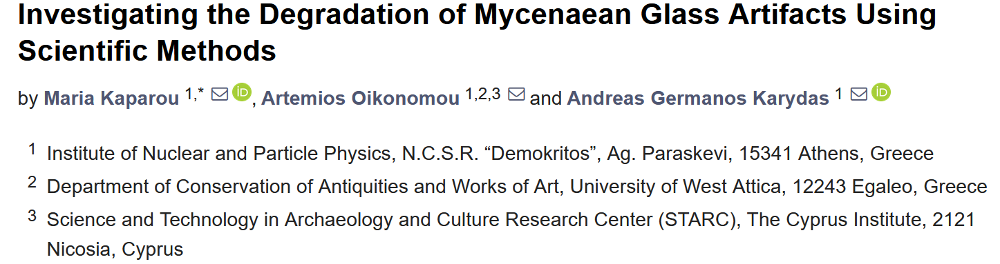 Investigating the Degradation of Mycenaean Glass Artifacts Using
Scientific Methods
by Maria Kaparou 1,* iD, Artemios Oikonomou 1,2,3 and Andreas Germanos Karydas 1 iD
1 Institute of Nuclear and Particle Physics, N.C.S.R. “Demokritos”, Ag. Paraskevi, 15341 Athens, Greece
2 Department of Conservation of Antiquities and Works of Art, University of West Attica, 12243 Egaleo, Greece
3 Science and Technology in Archaeology and Culture Research Center (STARC), The Cyprus Institute, 2121
Nicosia, Cyprus